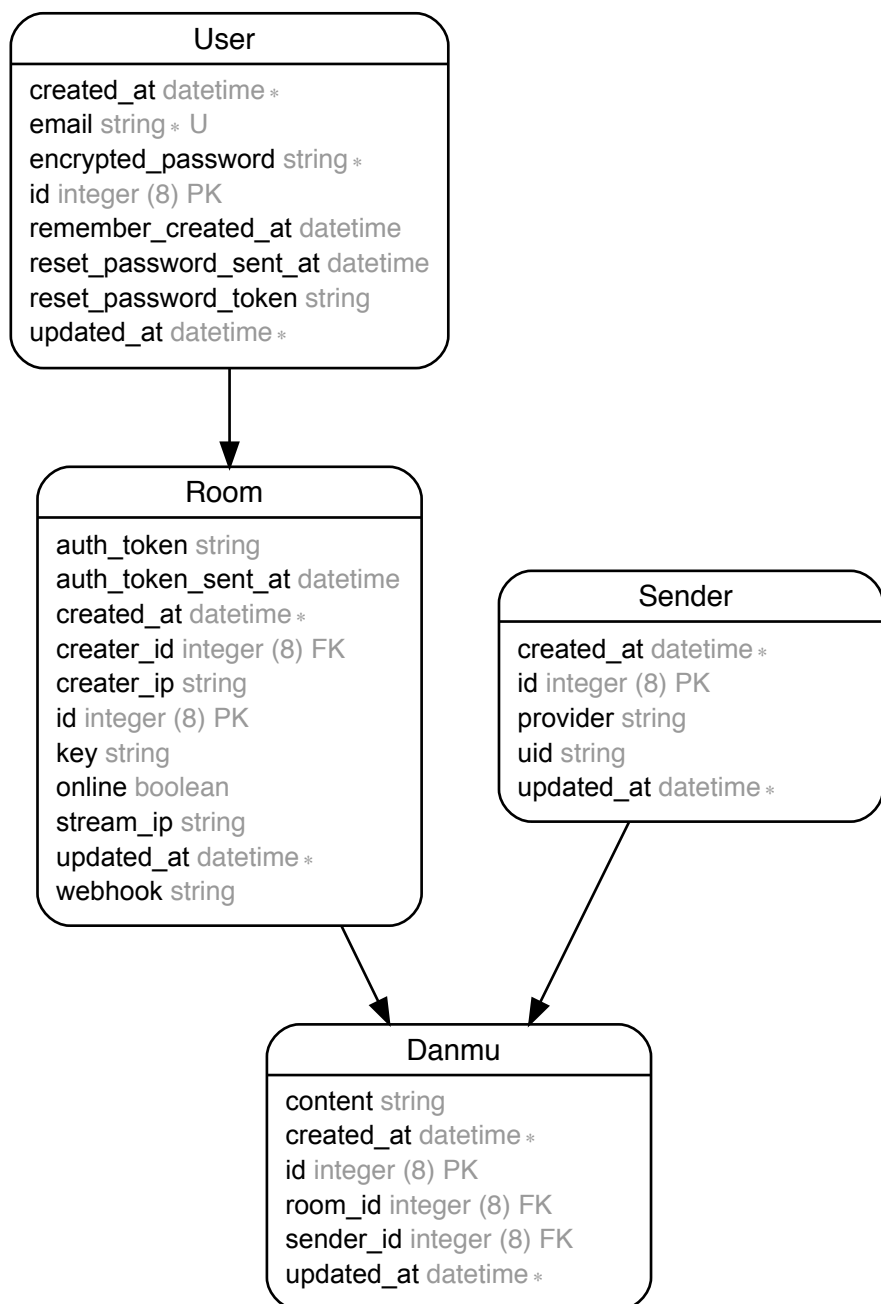 User
created_at datetime *
email string * U
encrypted_password string *
id integer (8) PK
remember_created_at datetime
reset_password_sent_at datetime
reset_password_token string
updated_at datetime *
Room
auth_token string
auth_token_sent_at datetime
created_at datetime *
creater_id integer (8) FK
creater_ip string
id integer (8) PK
key string
online boolean
stream_ip string
updated_at datetime *
webhook string
Sender
created_at datetime *
id integer (8) PK
provider string
uid string
updated_at datetime *
Danmu
content string
created_at datetime *
id integer (8) PK
room_id integer (8) FK
sender_id integer (8) FK
updated_at datetime *